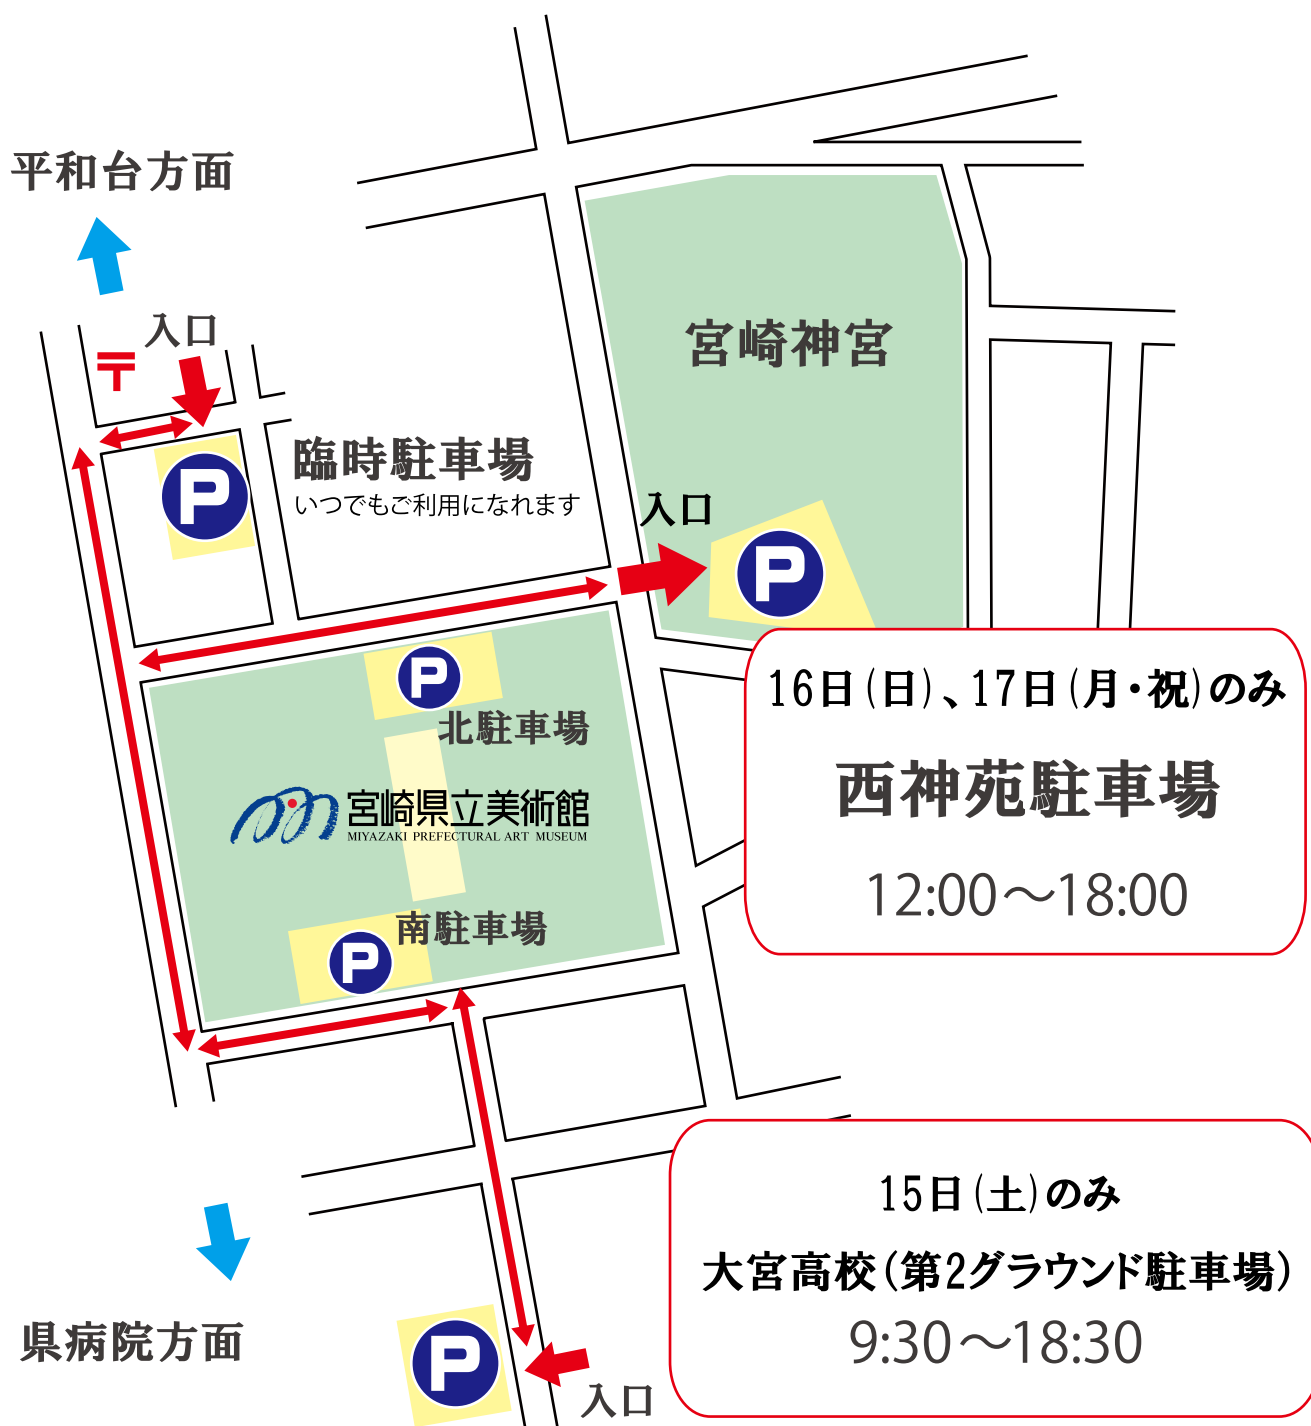 平和台方面
入口
〒
宮崎神宮
臨時駐車場
いつでもご利用になれます
P
入口
P
P
北駐車場
宮崎県立美術館
MIYAZAKI PREFECTURAL ART MUSEUM
南駐車場
P
16日(日)、17日(月・祝)のみ
西神苑駐車場
12:00～18:00
15日(土)のみ
大宮高校(第2グラウンド駐車場)
9:30～18:30
県病院方面
P
入口